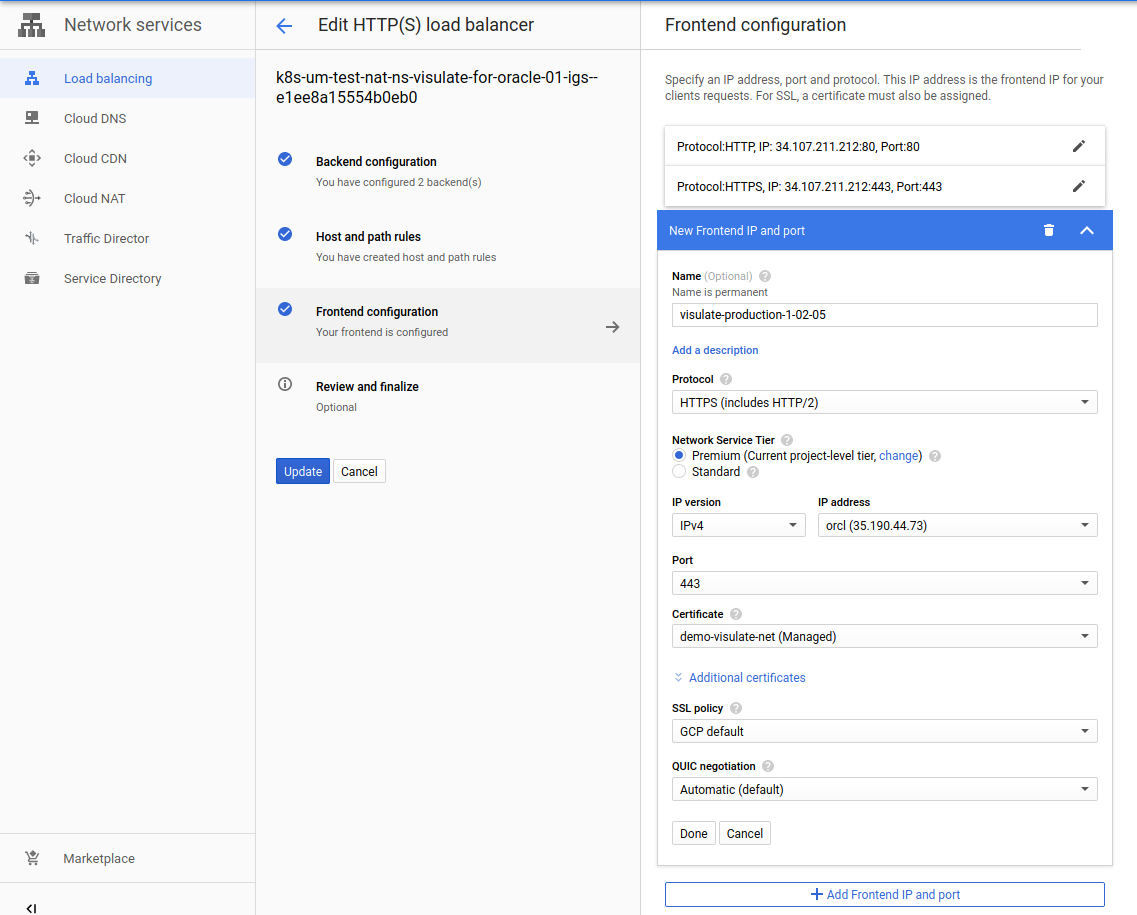 Network services
Load balancing
Cloud DNS
Cloud CDN
Cloud NAT
Traffic Director
Service Directory
Marketplace
Edit HTTP(S) load balancer
k8s-um-test-nat-ns-visulate-for-oracle-01-igs--
e1ee8a15554b0eb0
Backend configuration
You have configured 2 backend(s)
Host and path rules
You have created host and path rules
Frontend configuration
Your frontend is configured
Review and finalize
Optional
Update Cancel
Frontend configuration
Specify an IP address, port and protocol. This IP address is the frontend IP for your
clients requests. For SSL, a certificate must also be assigned.
Protocol:HTTP, IP: 34.107.211.212:80, Port:80
Protocol:HTTPS, IP: 34.107.211.212:443, Port:443
New Frontend IP and port
Name (Optional) ?
Name is permanent
visulate-production-1-02-05
Add a description
Protocol ?
HTTPS (includes HTTP/2)
Network Service Tier ?
Premium (Current project-level tier, change) ?
Standard ?
IP version IP address
IPv4 orcl (35.190.44.73)
Port
443
Certificate ?
demo-visulate-net (Managed)
Additional certificates
SSL policy ?
GCP default
QUIC negotiation ?
Automatic (default)
Done Cancel
+ Add Frontend IP and port